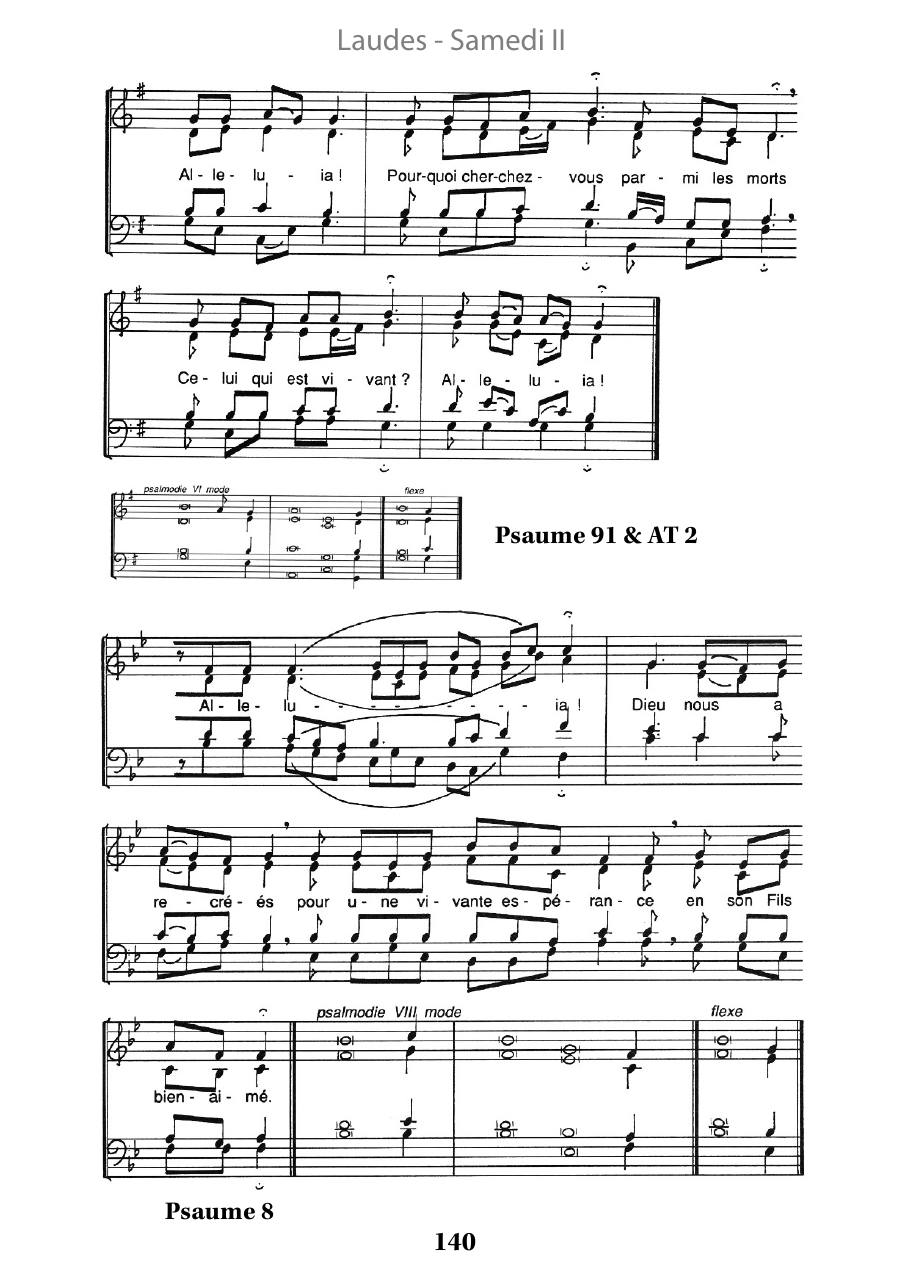 Laudes - Samedi II
Al - le - lu - ia ! Pour-quoi cher-chez - vous par - mi les morts
Ce - lui qui est vi - vant ? Al - le - lu - ia !
psalmodie VI mode flexe
Psaume 91 & AT 2
Al - le - lu - - - - - - - - ia ! Dieu nous a
re - cré - és pour u - ne vi - vante es - pé - ran - ce en son Fils
psalmodie VIII mode flexe
bien - ai - mé.
Psaume 8
140